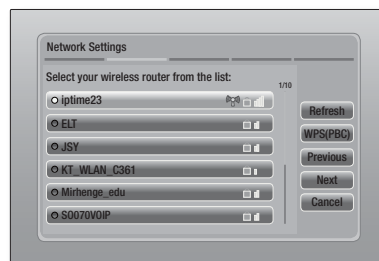 Network Settings
Select your wireless router from the list:
1/10
iptime23
ELT
JSY
KT_WLAN_C361
Mirhenge_edu
SO070VOIP
Refresh
WPS(PBC)
Previous
Next
Cancel